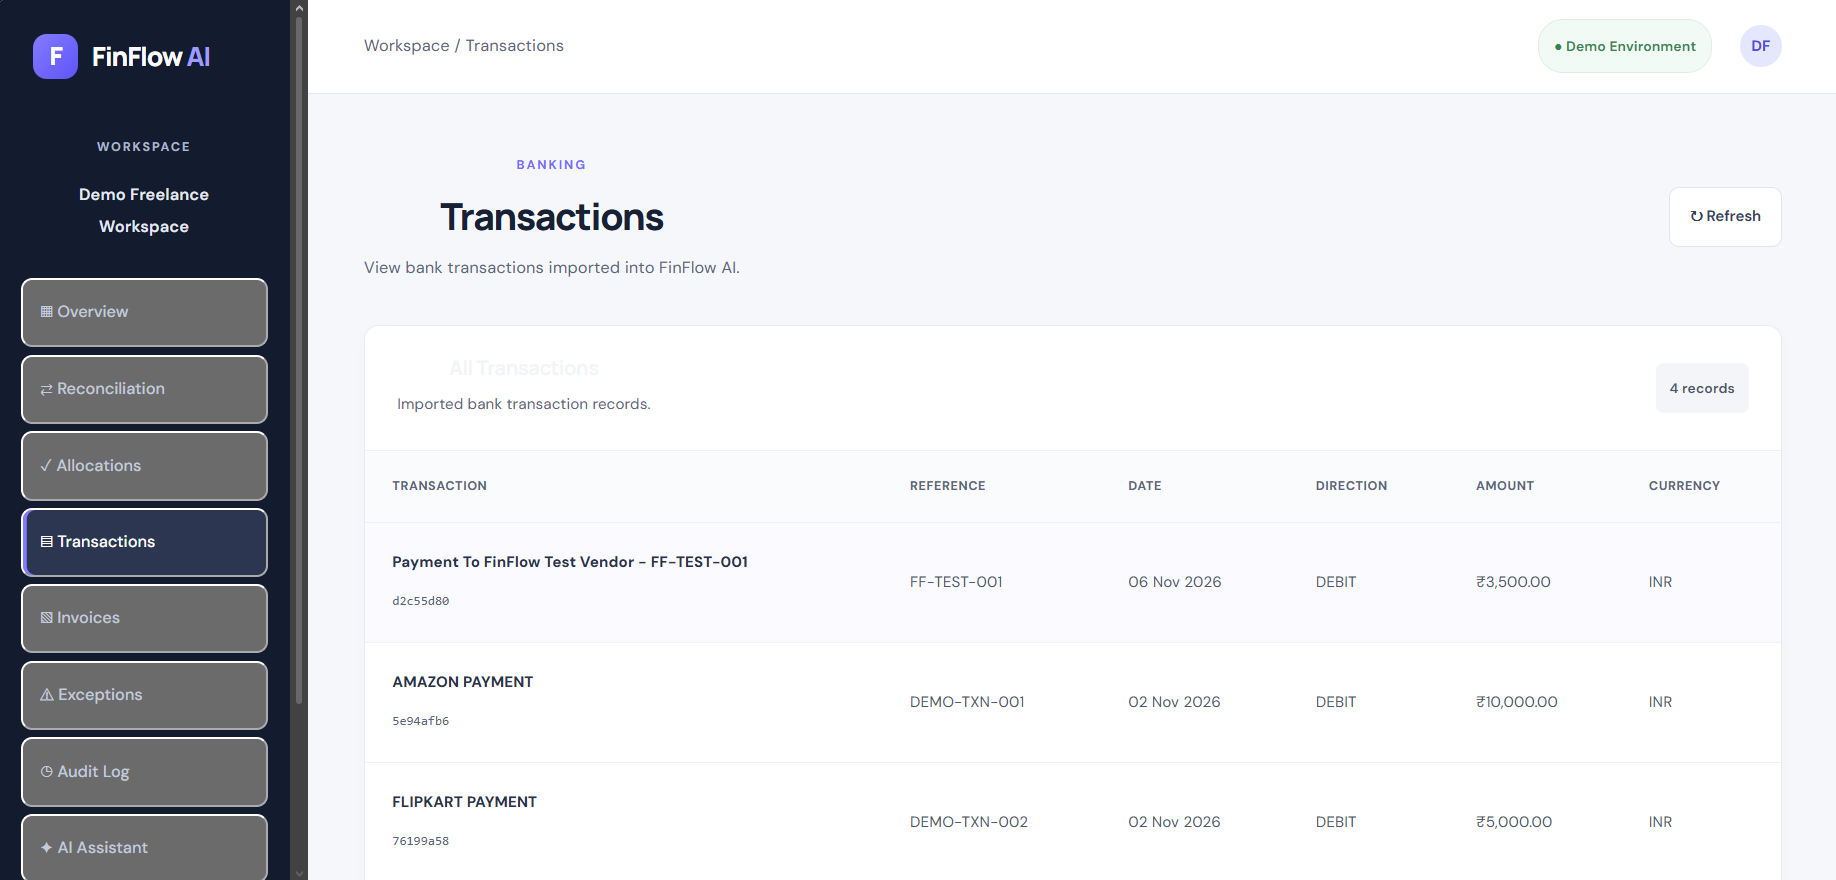 F
FinFlow AI
WORKSPACE
Demo Freelance
Workspace
▦ Overview
⇄ Reconciliation
✓ Allocations
▤ Transactions
▧ Invoices
⚠ Exceptions
◷ Audit Log
✦ AI Assistant
Workspace / Transactions
● Demo Environment
DF
BANKING
Transactions
View bank transactions imported into FinFlow AI.
↻ Refresh
All Transactions
Imported bank transaction records.
4 records
TRANSACTION REFERENCE DATE DIRECTION AMOUNT CURRENCY
Payment To FinFlow Test Vendor - FF-TEST-001
d2c55d80
FF-TEST-001 06 Nov 2026 DEBIT ₹3,500.00 INR
AMAZON PAYMENT
5e94afb6
DEMO-TXN-001 02 Nov 2026 DEBIT ₹10,000.00 INR
FLIPKART PAYMENT
76199a58
DEMO-TXN-002 02 Nov 2026 DEBIT ₹5,000.00 INR